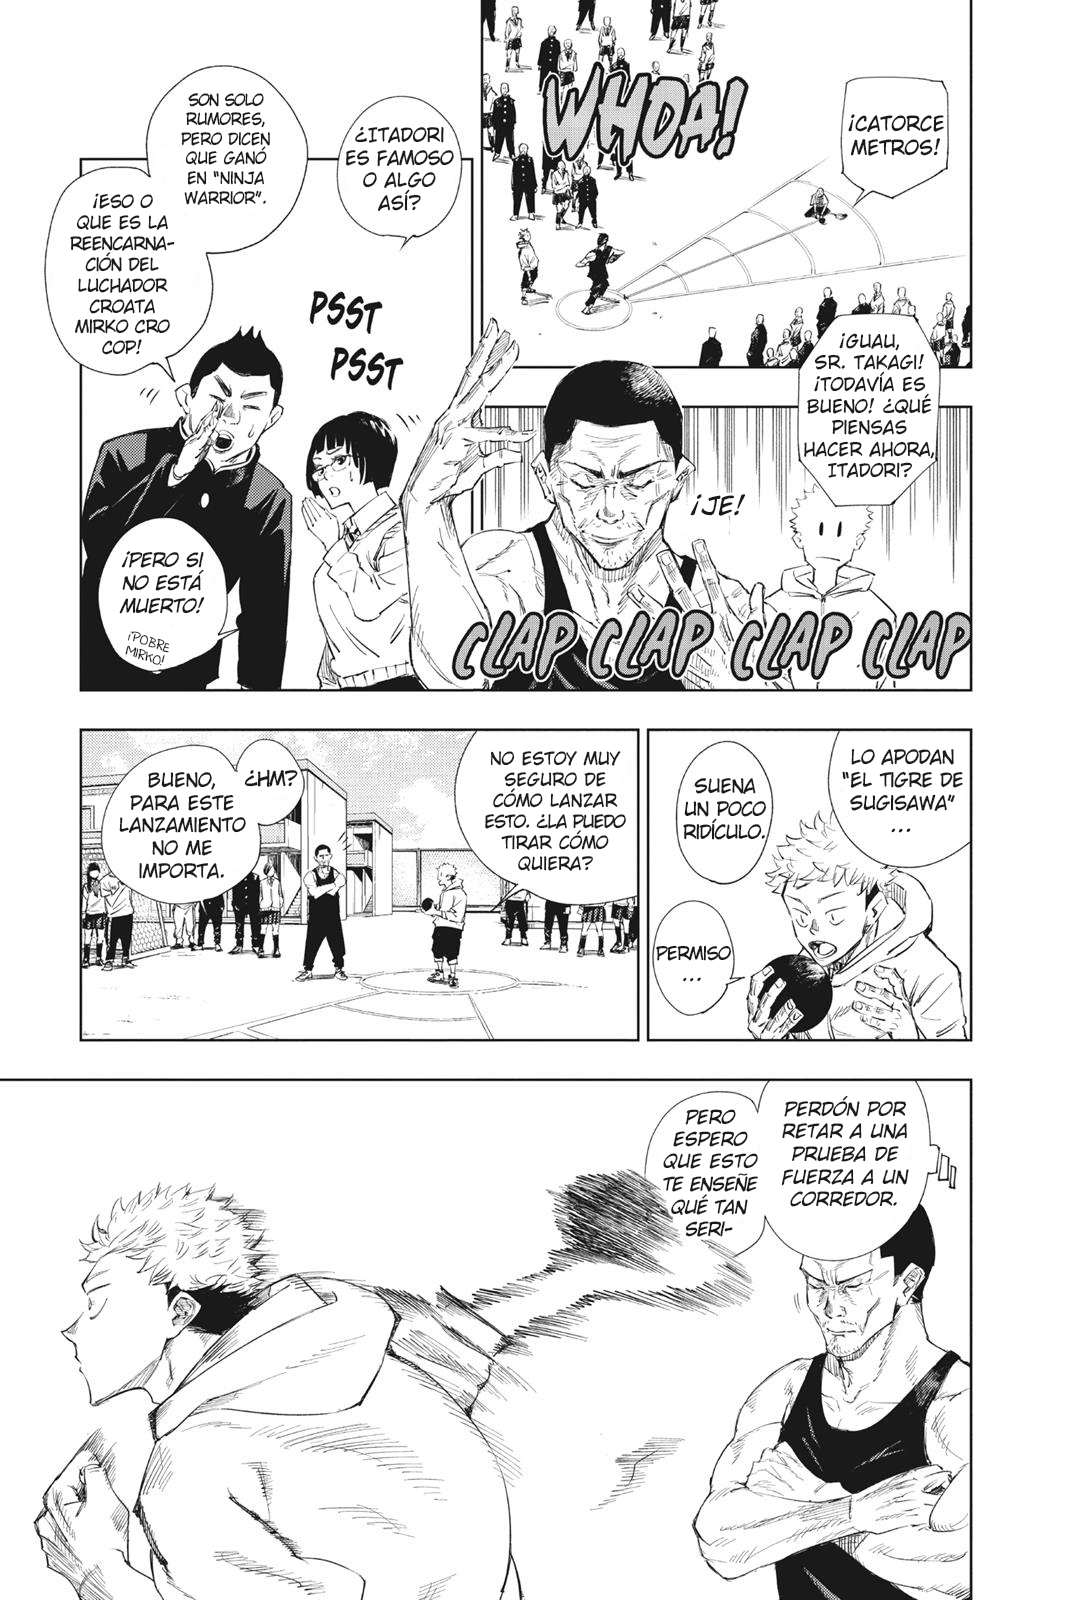 ¡CATORCE
METROS!
WHOA!
¡GUAU,
SR. TAKAGI!
¡TODAVÍA ES
BUENO! ¿QUÉ
PIENSAS
HACER AHORA,
ITADORI?
¡JE!
CLAP CLAP CLAP CLAP
¿ITADORI
ES FAMOSO
O ALGO
ASÍ?
PSST
PSST
SON SOLO
RUMORES,
PERO DICEN
QUE GANÓ
EN "NINJA
WARRIOR".
¡ESO O
QUE ES LA
REENCARNA-
CIÓN DEL
LUCHADOR
CROATA
MIRKO CRO
COP!
¡PERO SI
NO ESTÁ
MUERTO!
¡POBRE
MIRKO!
LO APODAN
"EL TIGRE DE
SUGISAWA"
...
SUENA
UN POCO
RIDÍCULO.
PERMISO
...
NO ESTOY MUY
SEGURO DE
CÓMO LANZAR
ESTO. ¿LA PUEDO
TIRAR CÓMO
QUIERA?
¿HM?
BUENO,
PARA ESTE
LANZAMIENTO
NO ME
IMPORTA.
PERDÓN POR
RETAR A UNA
PRUEBA DE
FUERZA A UN
CORREDOR.
PERO
ESPERO
QUE ESTO
TE ENSEÑE
QUÉ TAN
SERI-